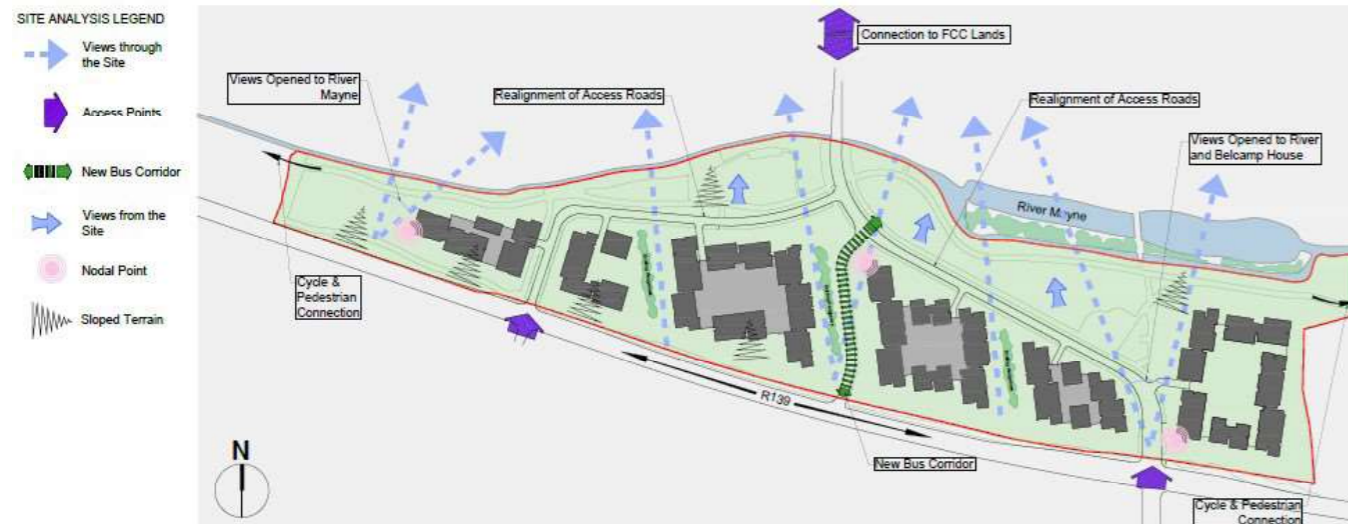 SITE ANALYSIS LEGEND
Views through
the Site
Access Points
New Bus Corridor
Views from the
Site
Nodal Point
Sloped Terrain
Connection to FCC Lands
Views Opened to River
Mayne
Realignment of Access Roads
Realignment of Access Roads
Views Opened to River
and Belcamp House
River Mayne
Cycle &
Pedestrian
Connection
R139
New Bus Corridor
Cycle & Pedestrian
Connection
N